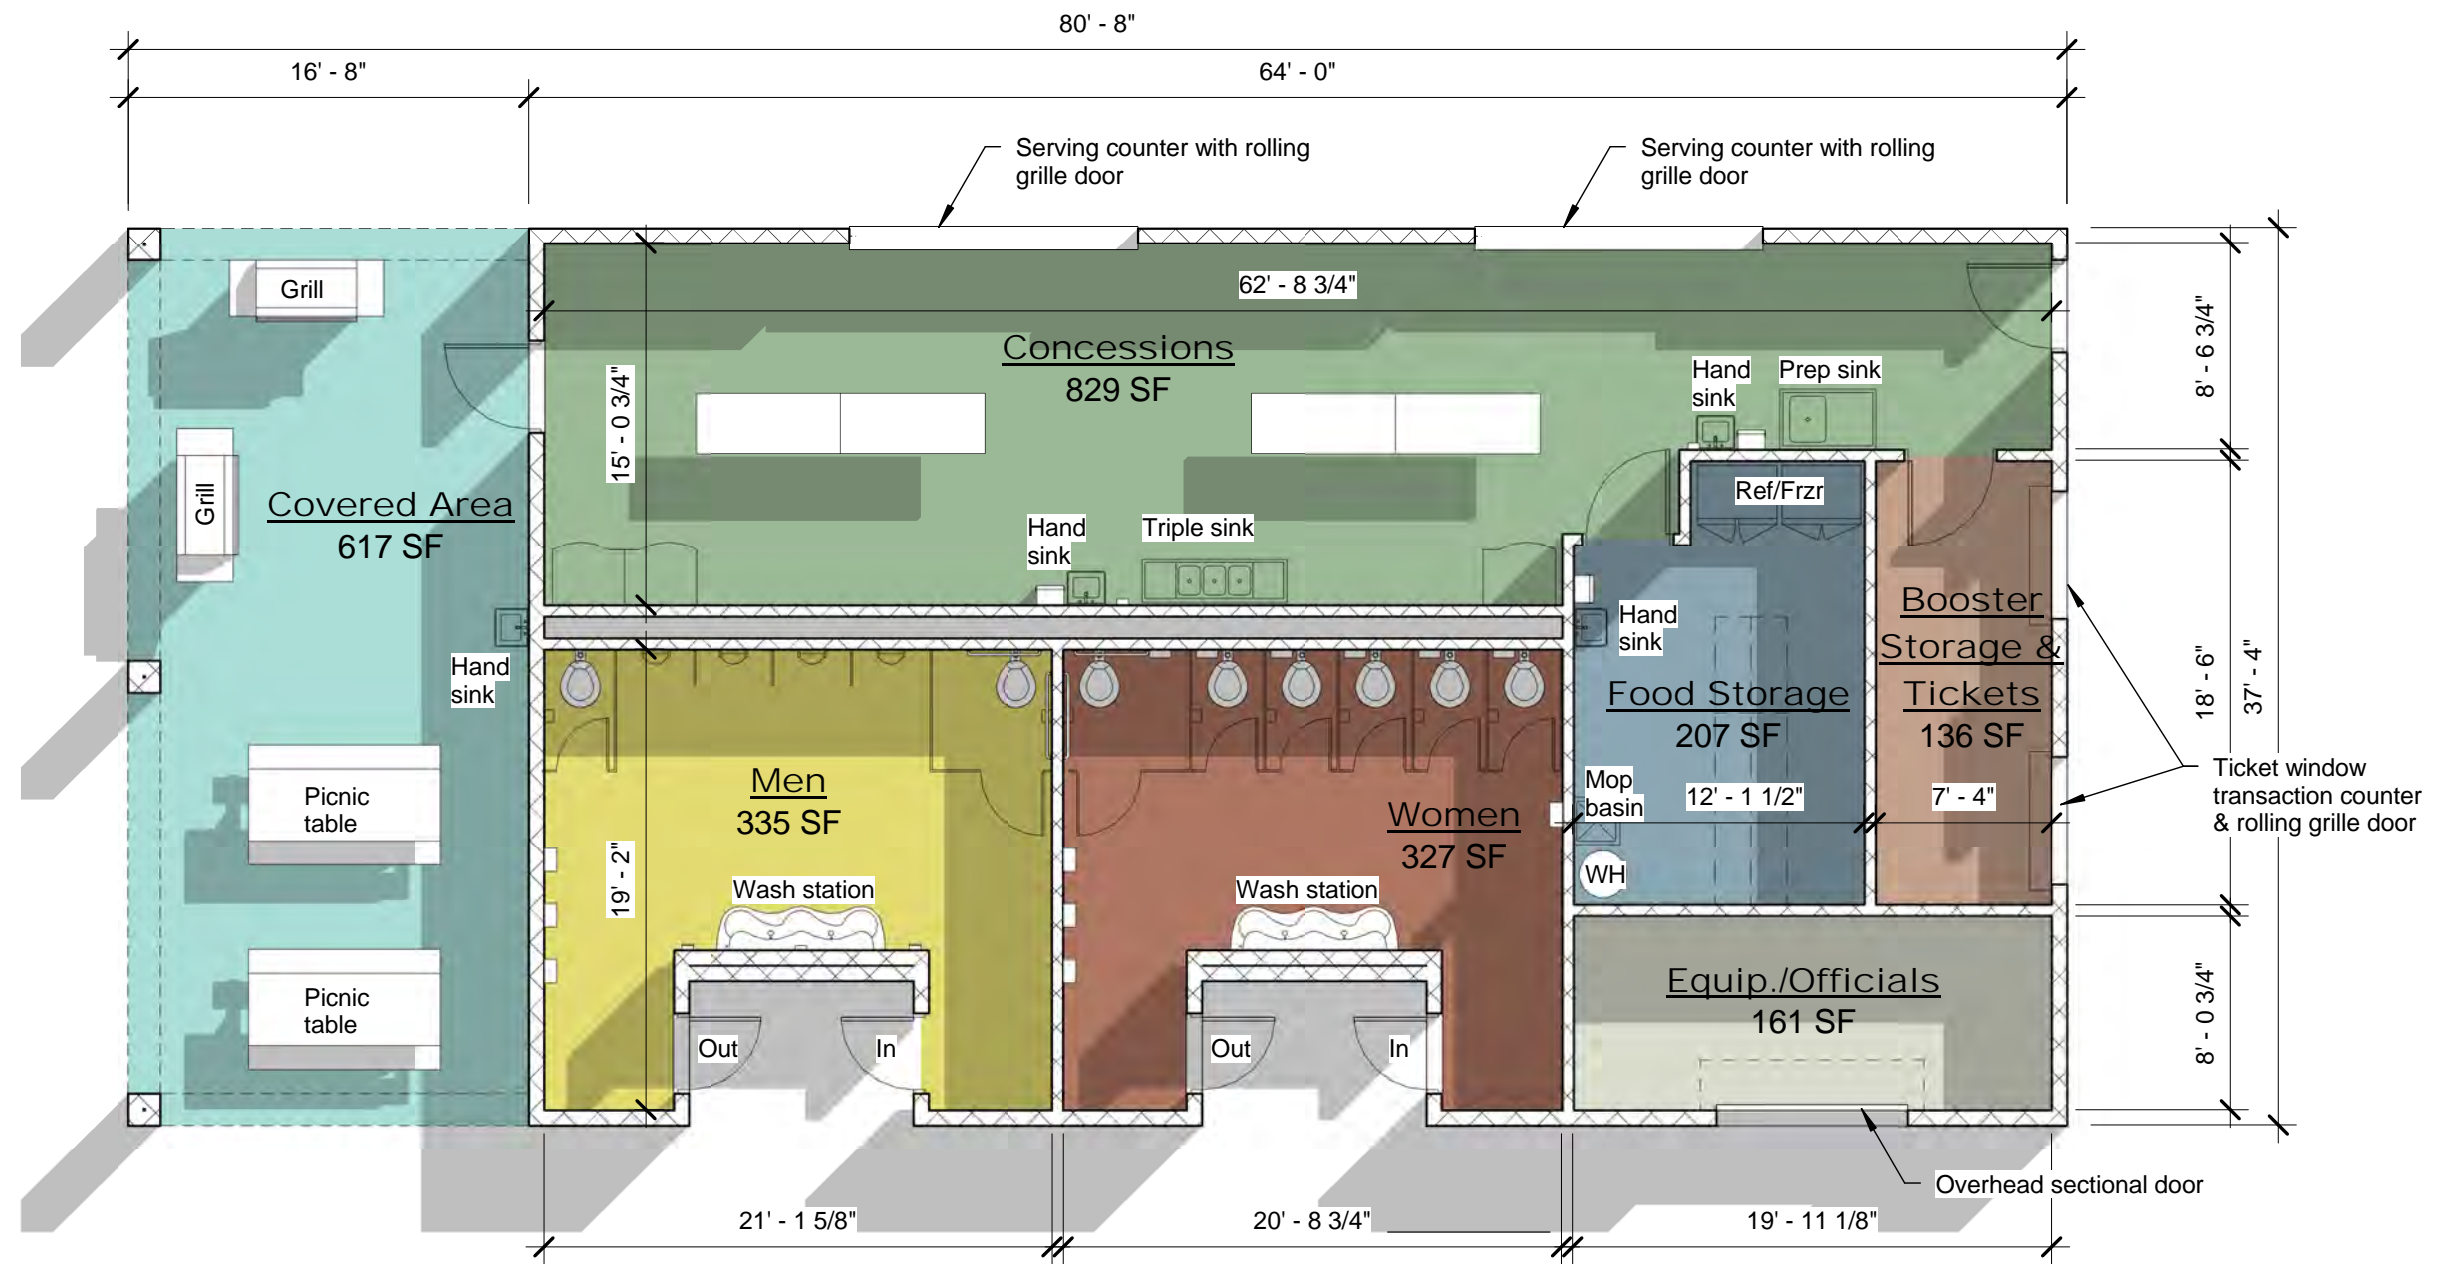 80' - 8"
16' - 8"
64' - 0"
Serving counter with rolling
grille door
Serving counter with rolling
grille door
Grill
62' - 8 3/4"
8' - 6 3/4"
Concessions
829 SF
15' - 0 3/4"
Hand
sink
Prep sink
Grill
Covered Area
617 SF
Ref/Frzr
Hand
sink
Triple sink
Booster
Storage &
Tickets
136 SF
Hand
sink
Hand
sink
Food Storage
207 SF
18' - 6"
37' - 4"
Men
335 SF
Women
327 SF
Mop
basin
12' - 1 1/2"
7' - 4"
Ticket window
transaction counter
& rolling grille door
Picnic
table
19' - 2"
Wash station
Wash station
WH
Picnic
table
Equip./Officials
161 SF
8' - 0 3/4"
Out
In
Out
In
Overhead sectional door
21' - 1 5/8"
20' - 8 3/4"
19' - 11 1/8"